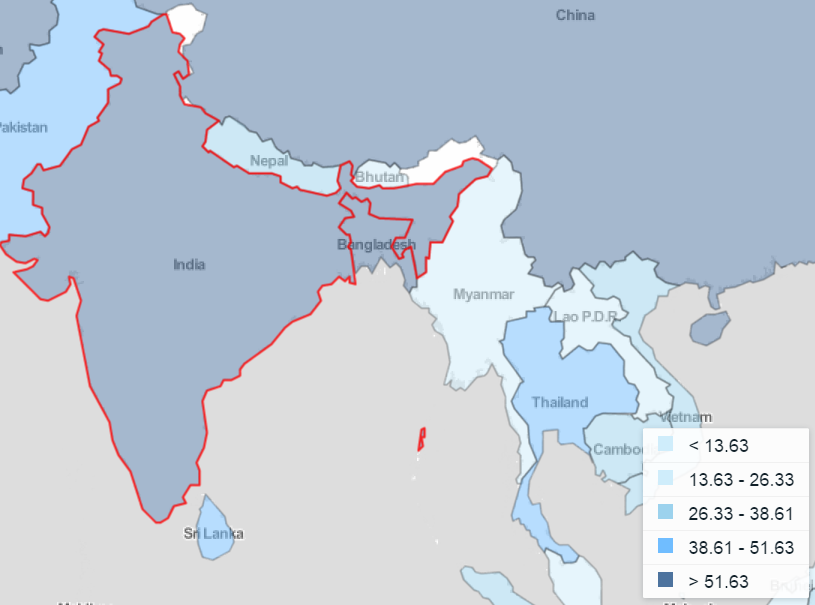 China
Pakistan
Nepal
Bhutan
Bangladesh
India
Myanmar
Lao P.D.R.
Thailand
Vietnam
< 13.63
13.63 - 26.33
26.33 - 38.61
38.61 - 51.63
> 51.63
Sri Lanka